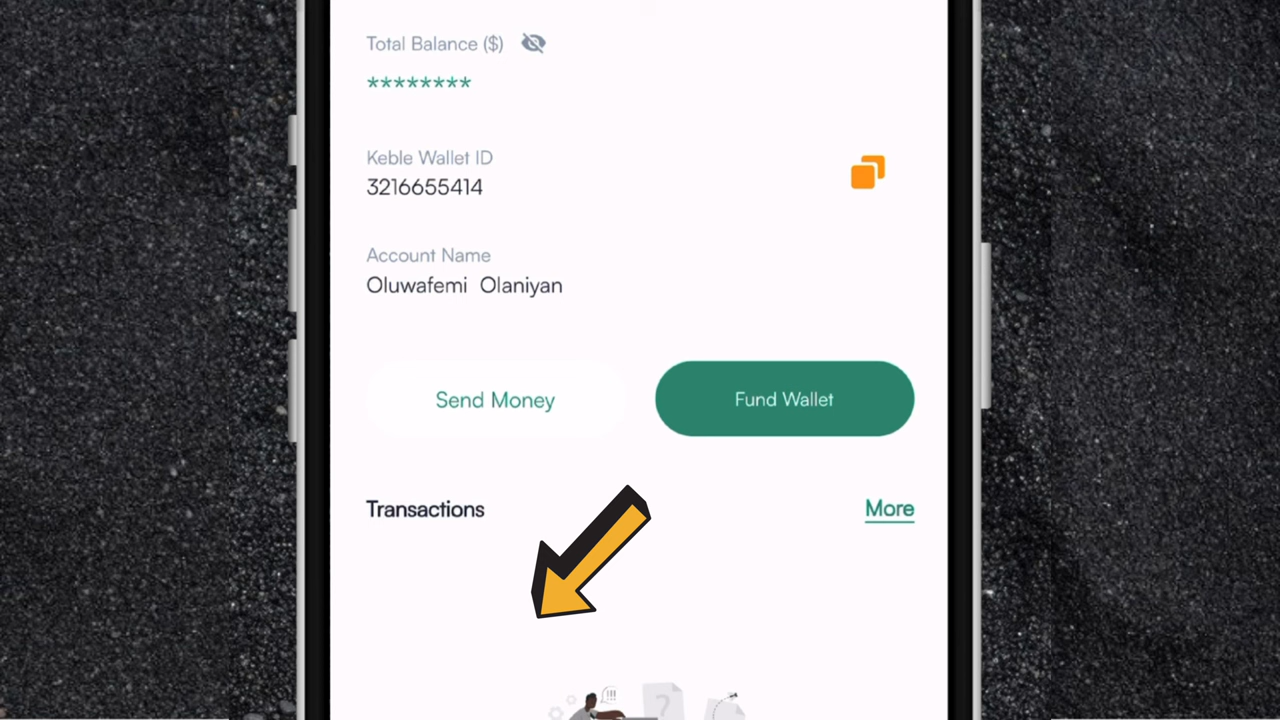 Total Balance ($)
********
Keble Wallet ID
3216655414
Account Name
Oluwafemi Olaniyan
Send Money
Fund Wallet
Transactions
More
!!!
?